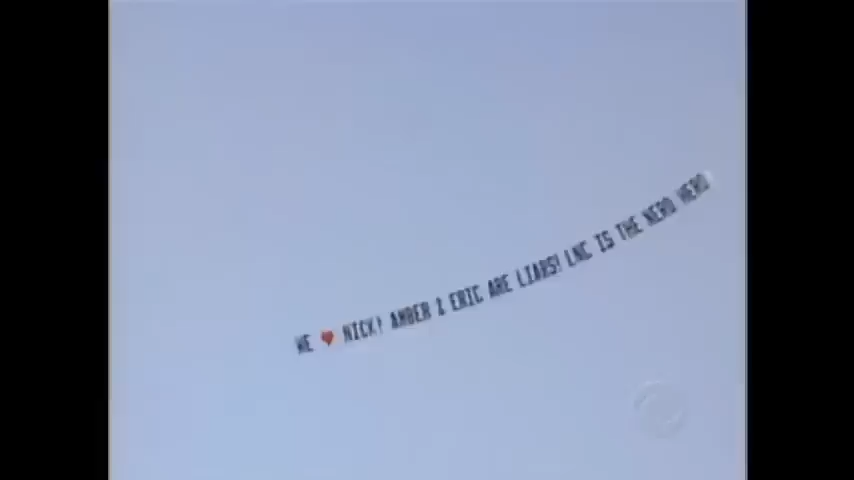 WE ♥ NICK! AMBER & ERIC ARE LIARS! LNC IS THE NERD HERD